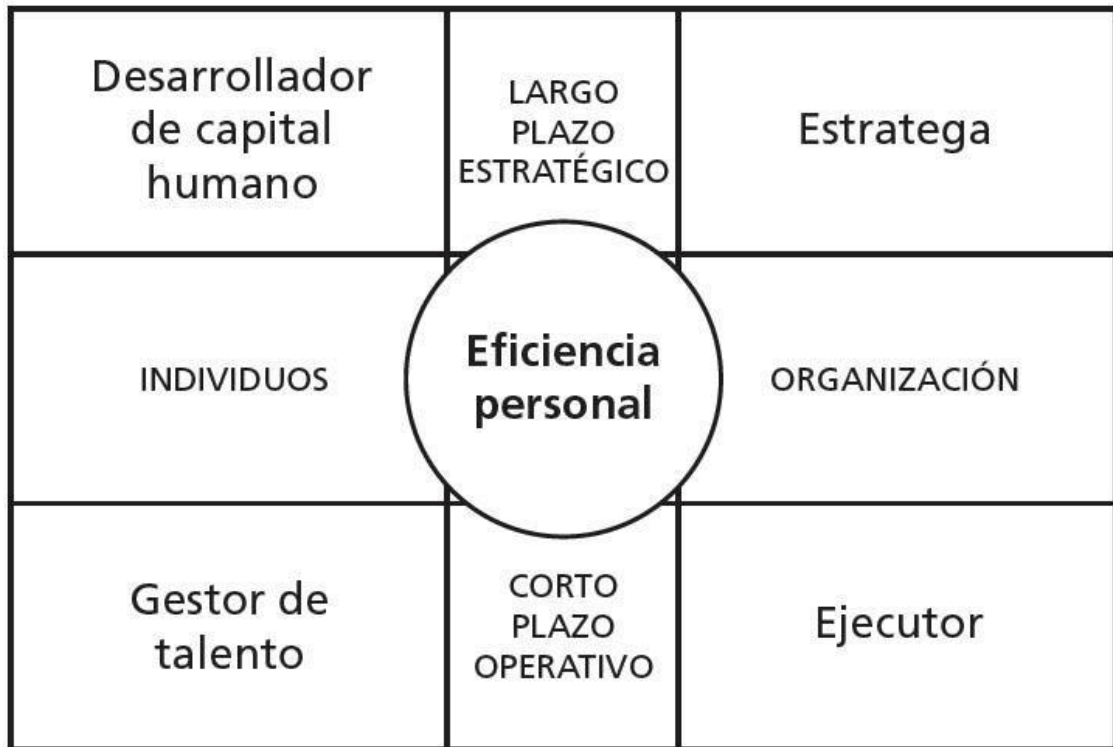 Desarrollador
de capital
humano
LARGO
PLAZO
ESTRATÉGICO
Estratega
INDIVIDUOS
Eficiencia
personal
ORGANIZACIÓN
Gestor de
talento
CORTO
PLAZO
OPERATIVO
Ejecutor